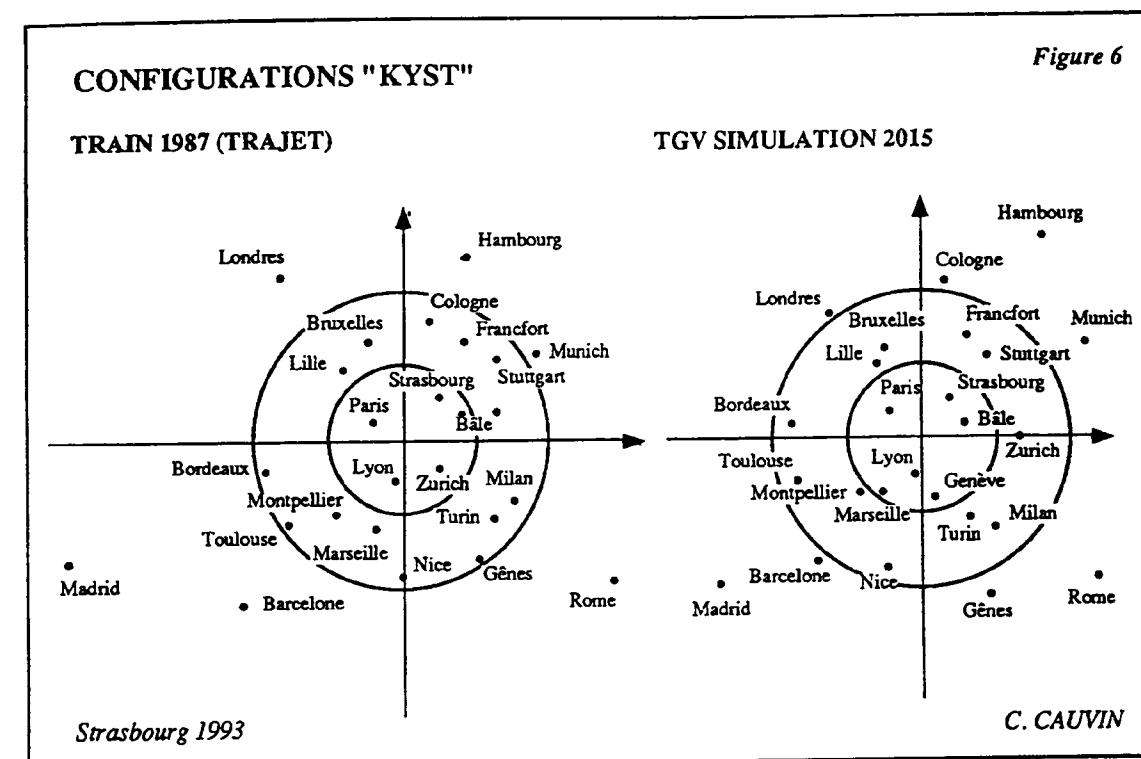 Figure 6
CONFIGURATIONS "KYST"
TRAIN 1987 (TRAJET)
Hambourg
Londres
Cologne
Bruxelles
Francfort
Munich
Lille
Stuttgart
Strasbourg
Paris
Bâle
Bordeaux
Lyon
Zurich
Milan
Montpellier
Turin
Toulouse
Marseille
Nice
Gênes
Madrid
Barcelone
Rome
TGV SIMULATION 2015
Hambourg
Cologne
Londres
Bruxelles
Francfort
Munich
Lille
Stuttgart
Paris
Strasbourg
Bordeaux
Bâle
Zurich
Toulouse
Lyon
Genève
Montpellier
Marseille
Milan
Turin
Barcelone
Nice
Madrid
Gênes
Rome
Strasbourg 1993
C. CAUVIN